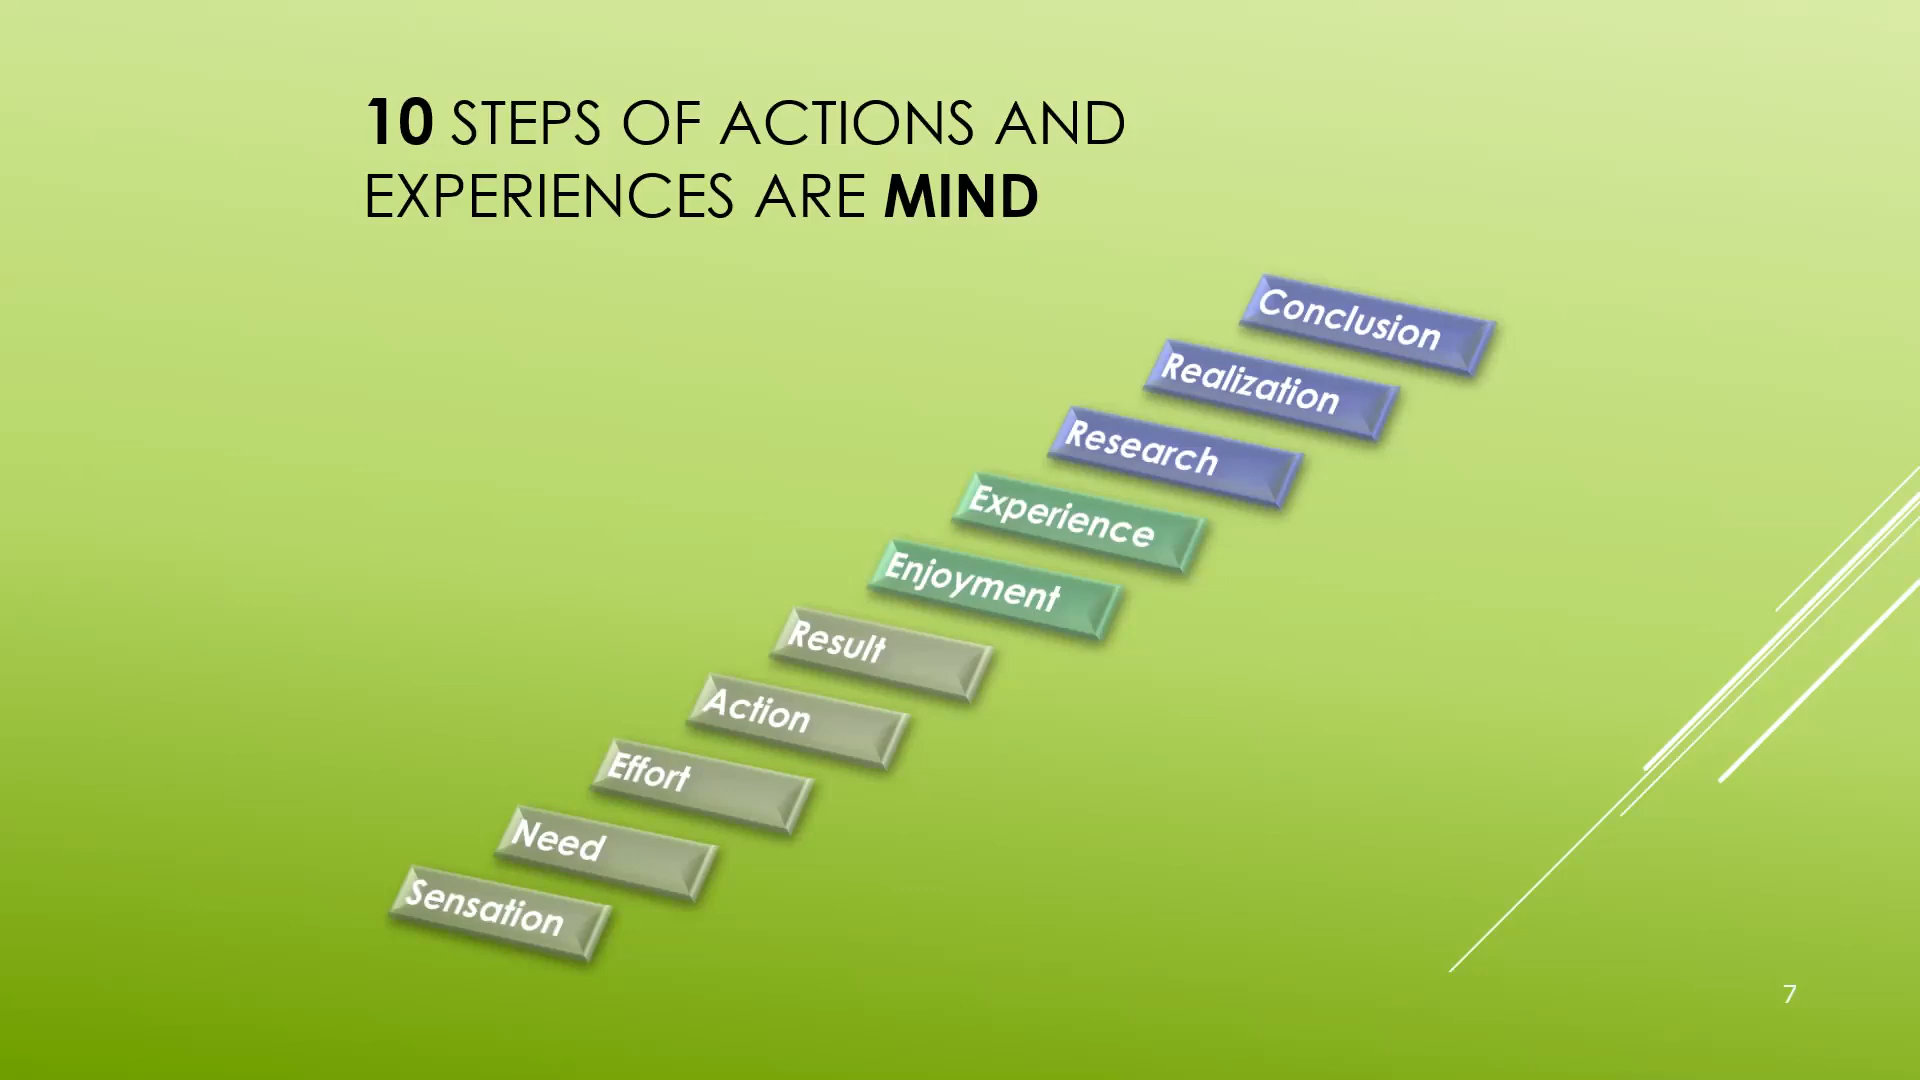 10 STEPS OF ACTIONS AND
EXPERIENCES ARE MIND
Conclusion
Realization
Research
Experience
Enjoyment
Result
Action
Effort
Need
Sensation
7